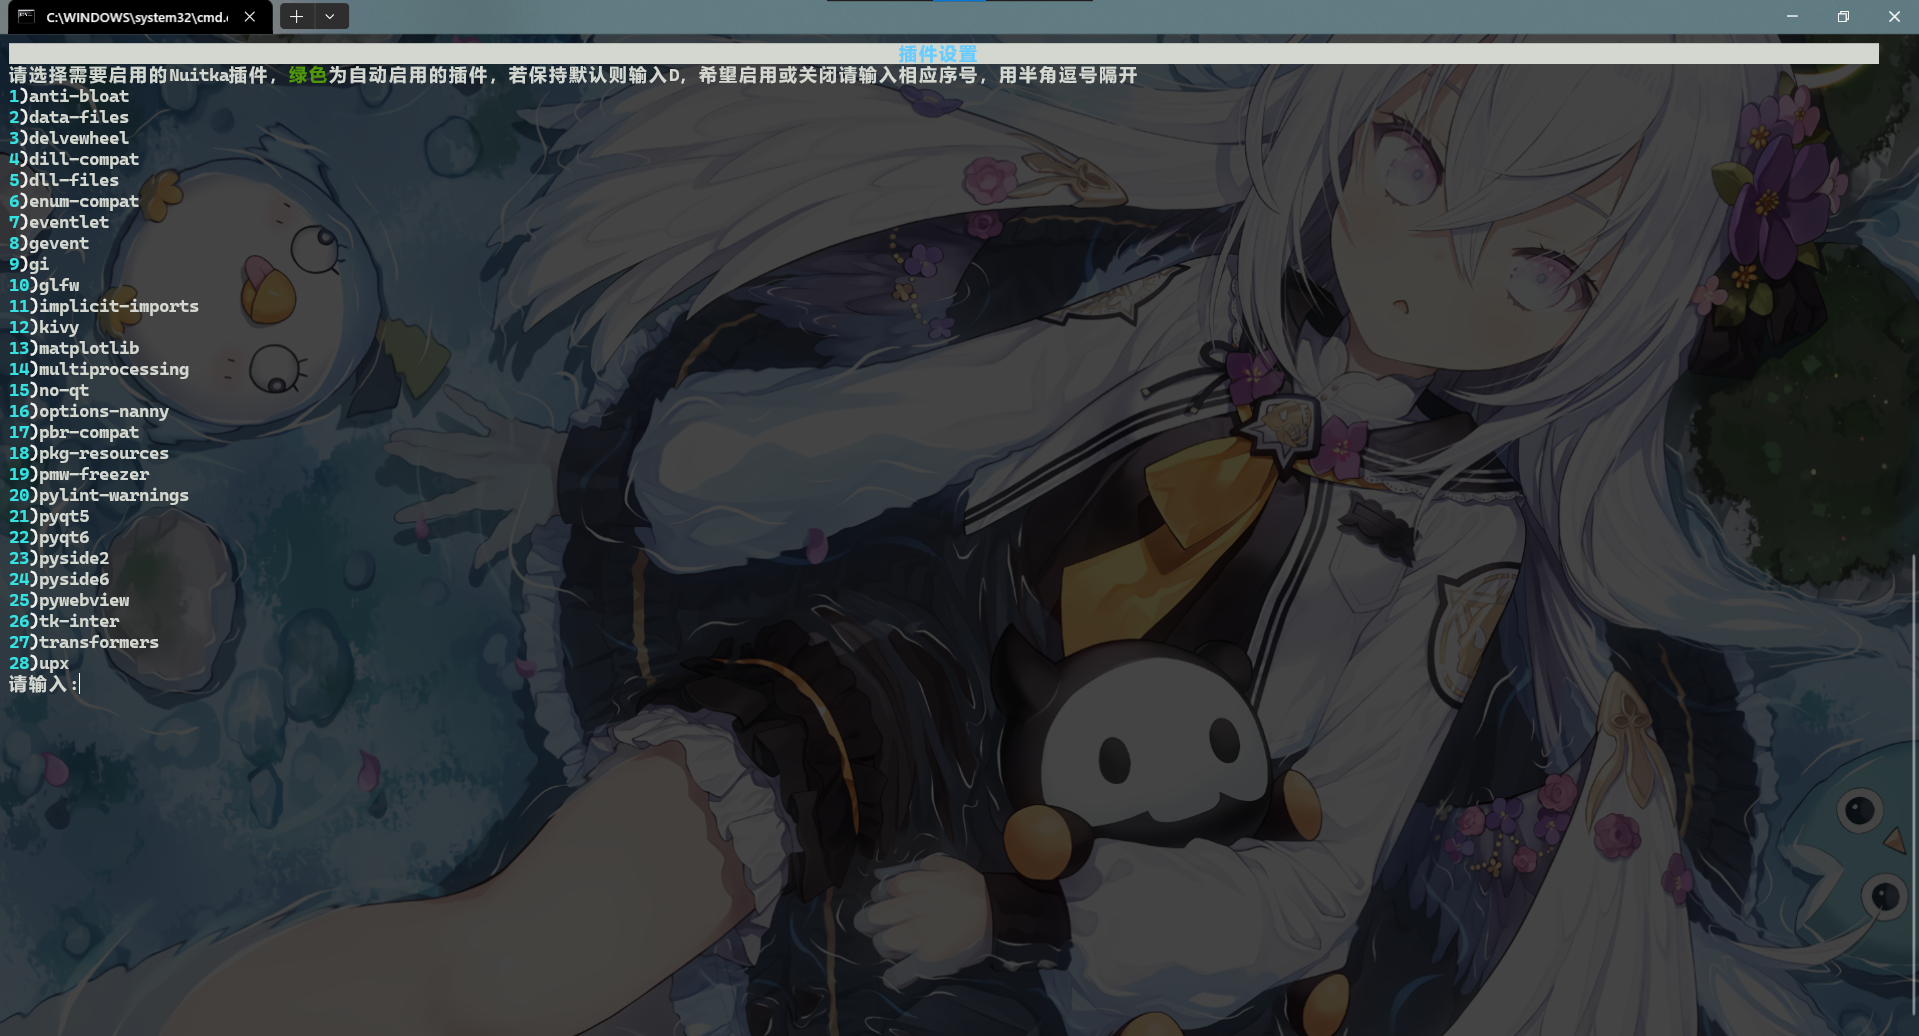 C:\WINDOWS\system32\cmd.
插件设置
请选择需要启用的Nuitka插件，绿色为自动启用的插件，若保持默认则输入D，希望启用或关闭请输入相应序号，用半角逗号隔开
1)anti-bloat
2)data-files
3)delvewheel
4)dill-compat
5)dll-files
6)enum-compat
7)eventlet
8)gevent
9)gi
10)glfw
11)implicit-imports
12)kivy
13)matplotlib
14)multiprocessing
15)no-qt
16)options-nanny
17)pbr-compat
18)pkg-resources
19)pmw-freezer
20)pylint-warnings
21)pyqt5
22)pyqt6
23)pyside2
24)pyside6
25)pywebview
26)tk-inter
27)transformers
28)upx
请输入: